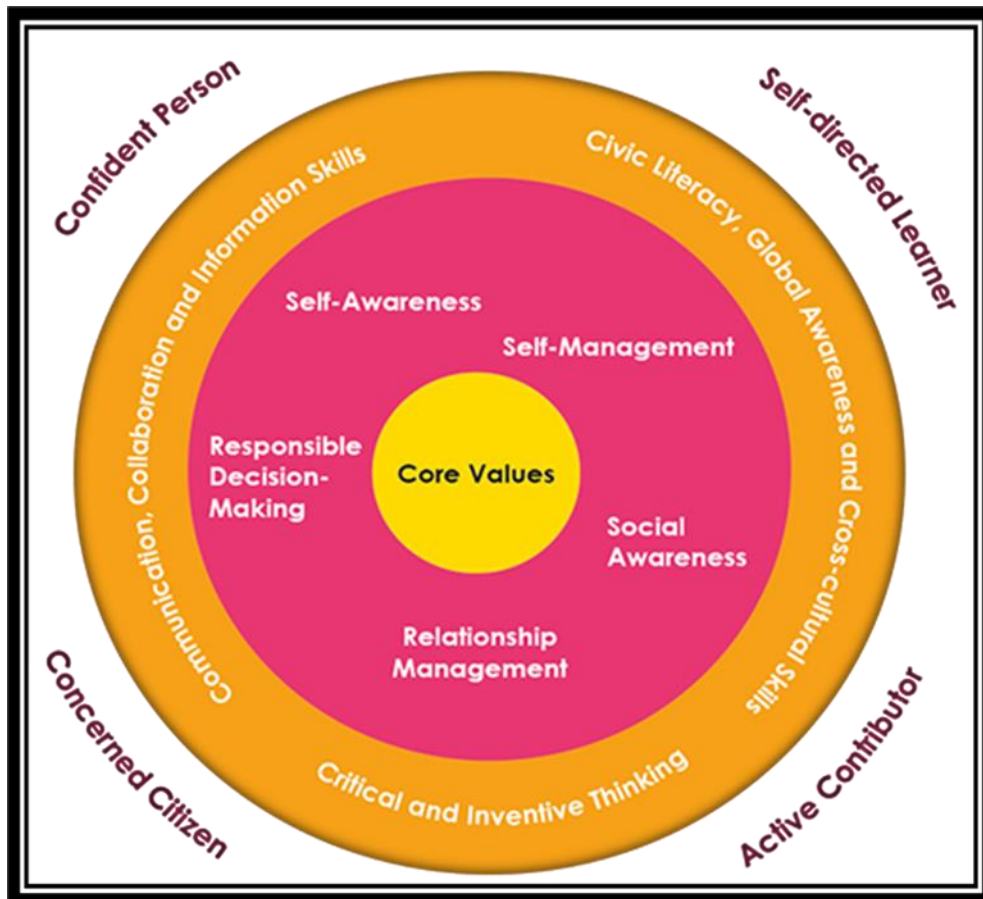 Confident Person
Self-directed Learner
Communication, Collaboration and Information Skills
Civic Literacy, Global Awareness and Cross-cultural Skills
Self-Awareness
Self-Management
Responsible
Decision-
Making
Core Values
Social
Awareness
Relationship
Management
Critical and Inventive Thinking
Concerned Citizen
Active Contributor